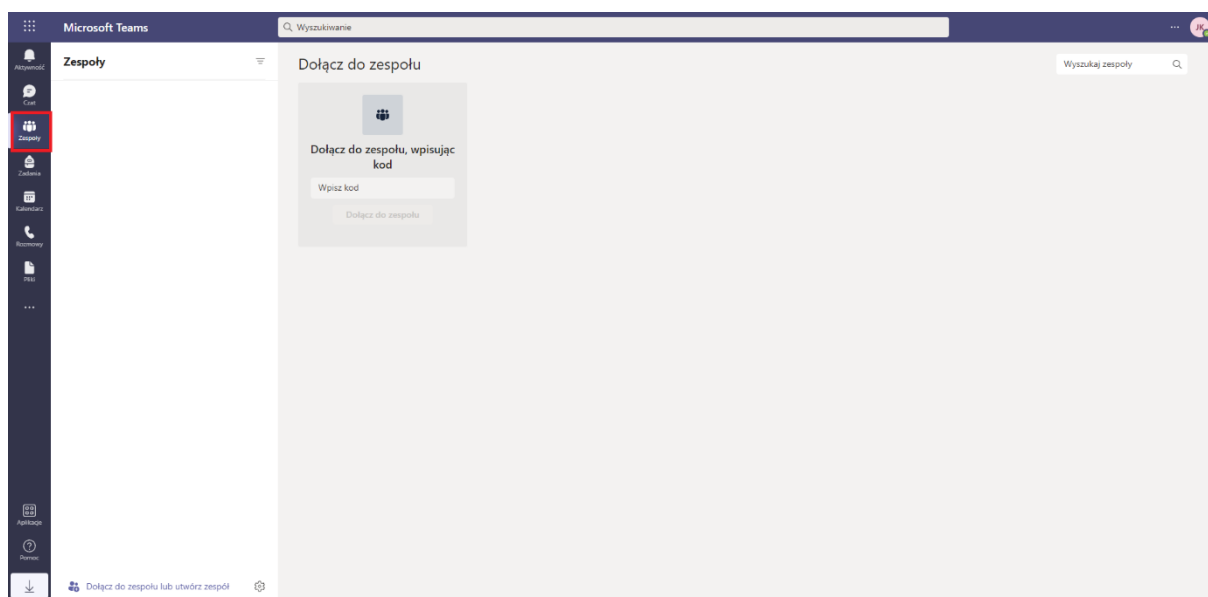 Microsoft Teams
Wyszukiwanie
JK
Aktywność
Czat
Zespoły
Zadania
Kalendarz
Rozmowy
Pliki
Aplikacje
Pomoc
Zespoły
Dołącz do zespołu lub utwórz zespół
Dołącz do zespołu
Wyszukaj zespoły
Dołącz do zespołu, wpisując
kod
Wpisz kod
Dołącz do zespołu